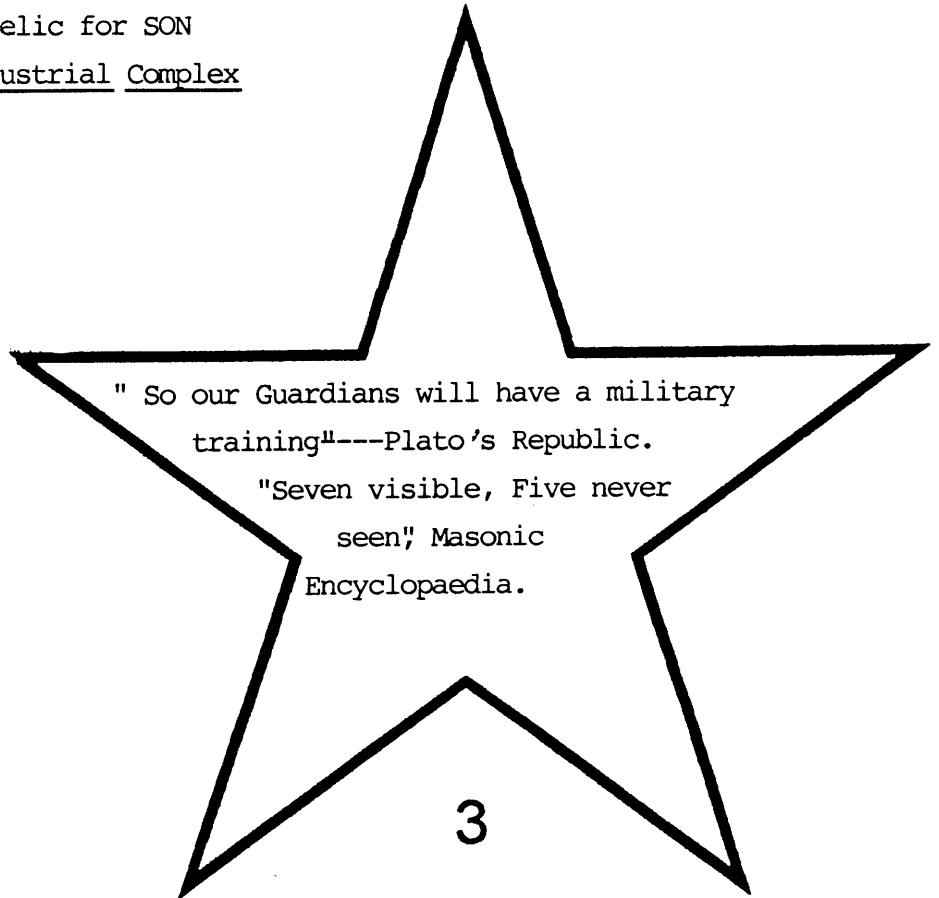 elic for SON
ustrial Complex
" So our Guardians will have a military
training"---Plato's Republic.
"Seven visible, Five never
seen", Masonic
Encyclopaedia.
3